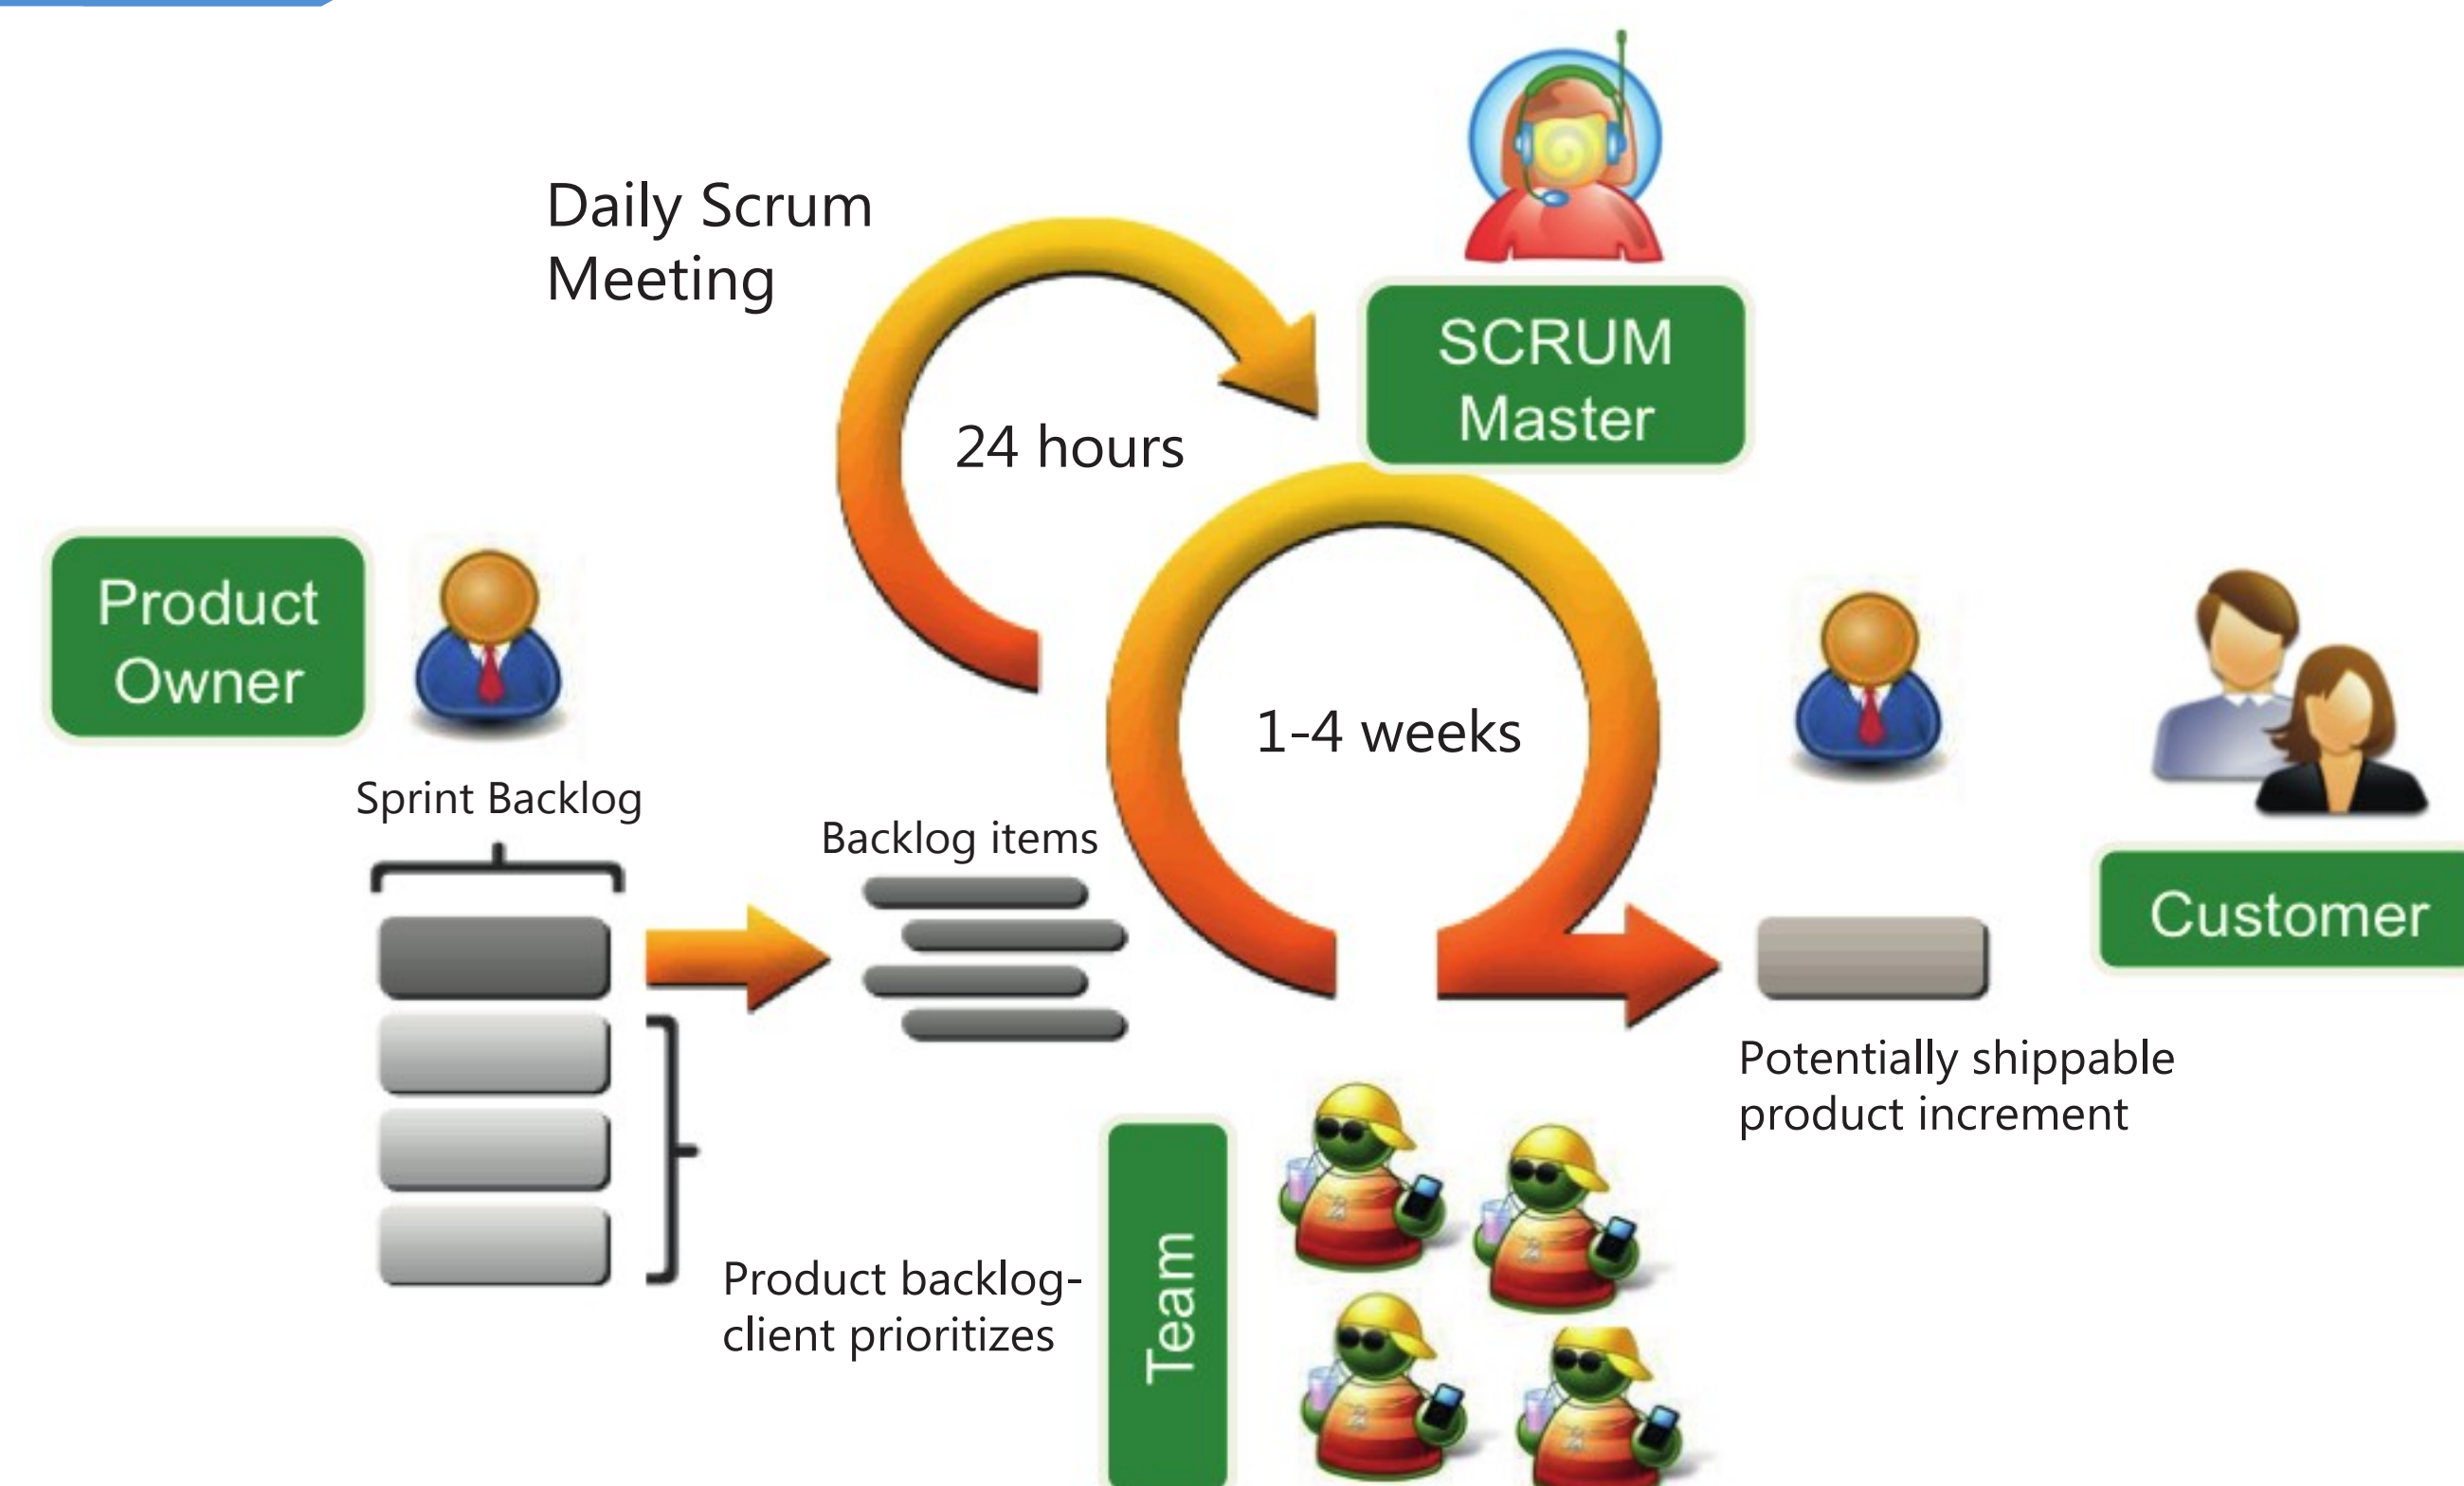 Daily Scrum
Meeting
SCRUM
Master
24 hours
Product
Owner
1-4 weeks
Sprint Backlog
Backlog items
Customer
Potentially shippable
product increment
Product backlog-
client prioritizes
Team